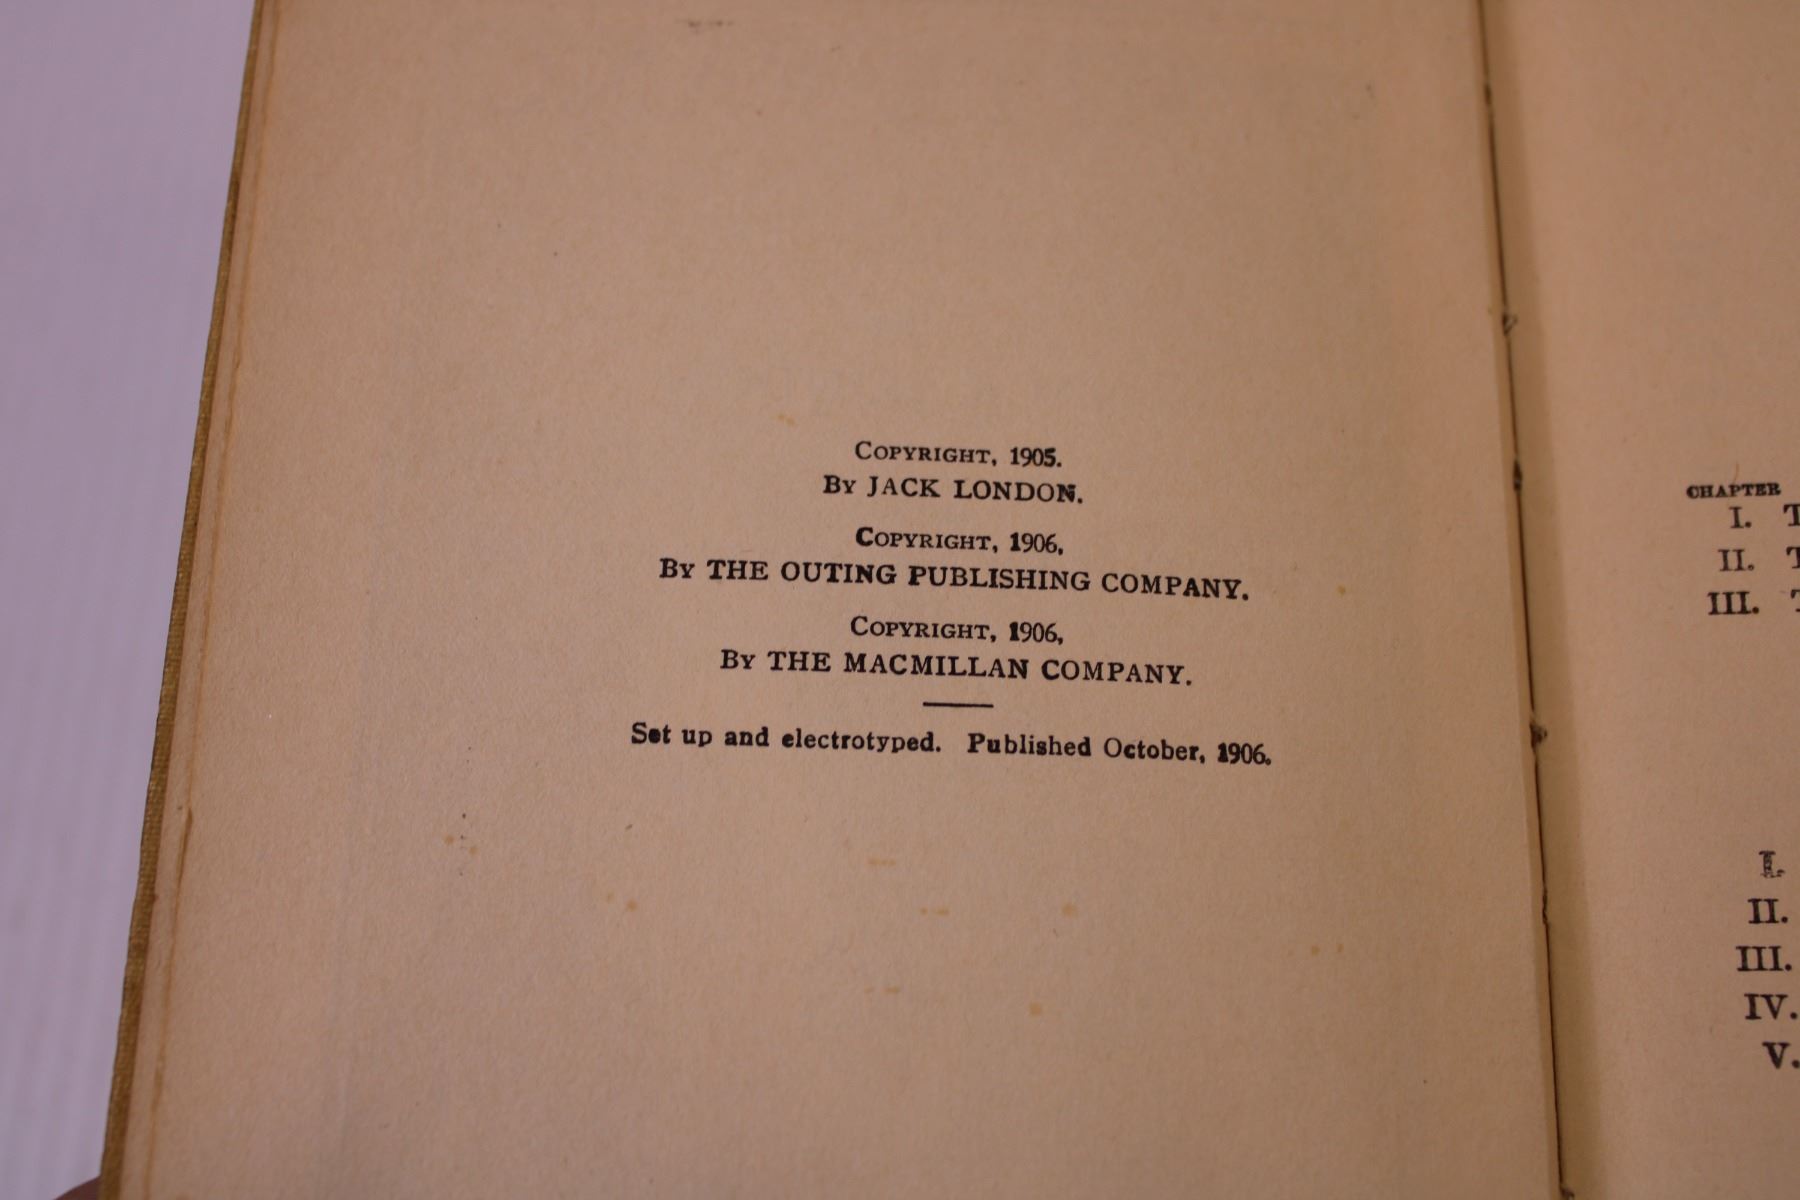 COPYRIGHT, 1905.
BY JACK LONDON.
COPYRIGHT, 1906,
BY THE OUTING PUBLISHING COMPANY.
COPYRIGHT, 1906,
BY THE MACMILLAN COMPANY.
Set up and electrotyped. Published October, 1906.
CHAPTER
I. T
II. T
III. T
I.
II.
III.
IV.
V.